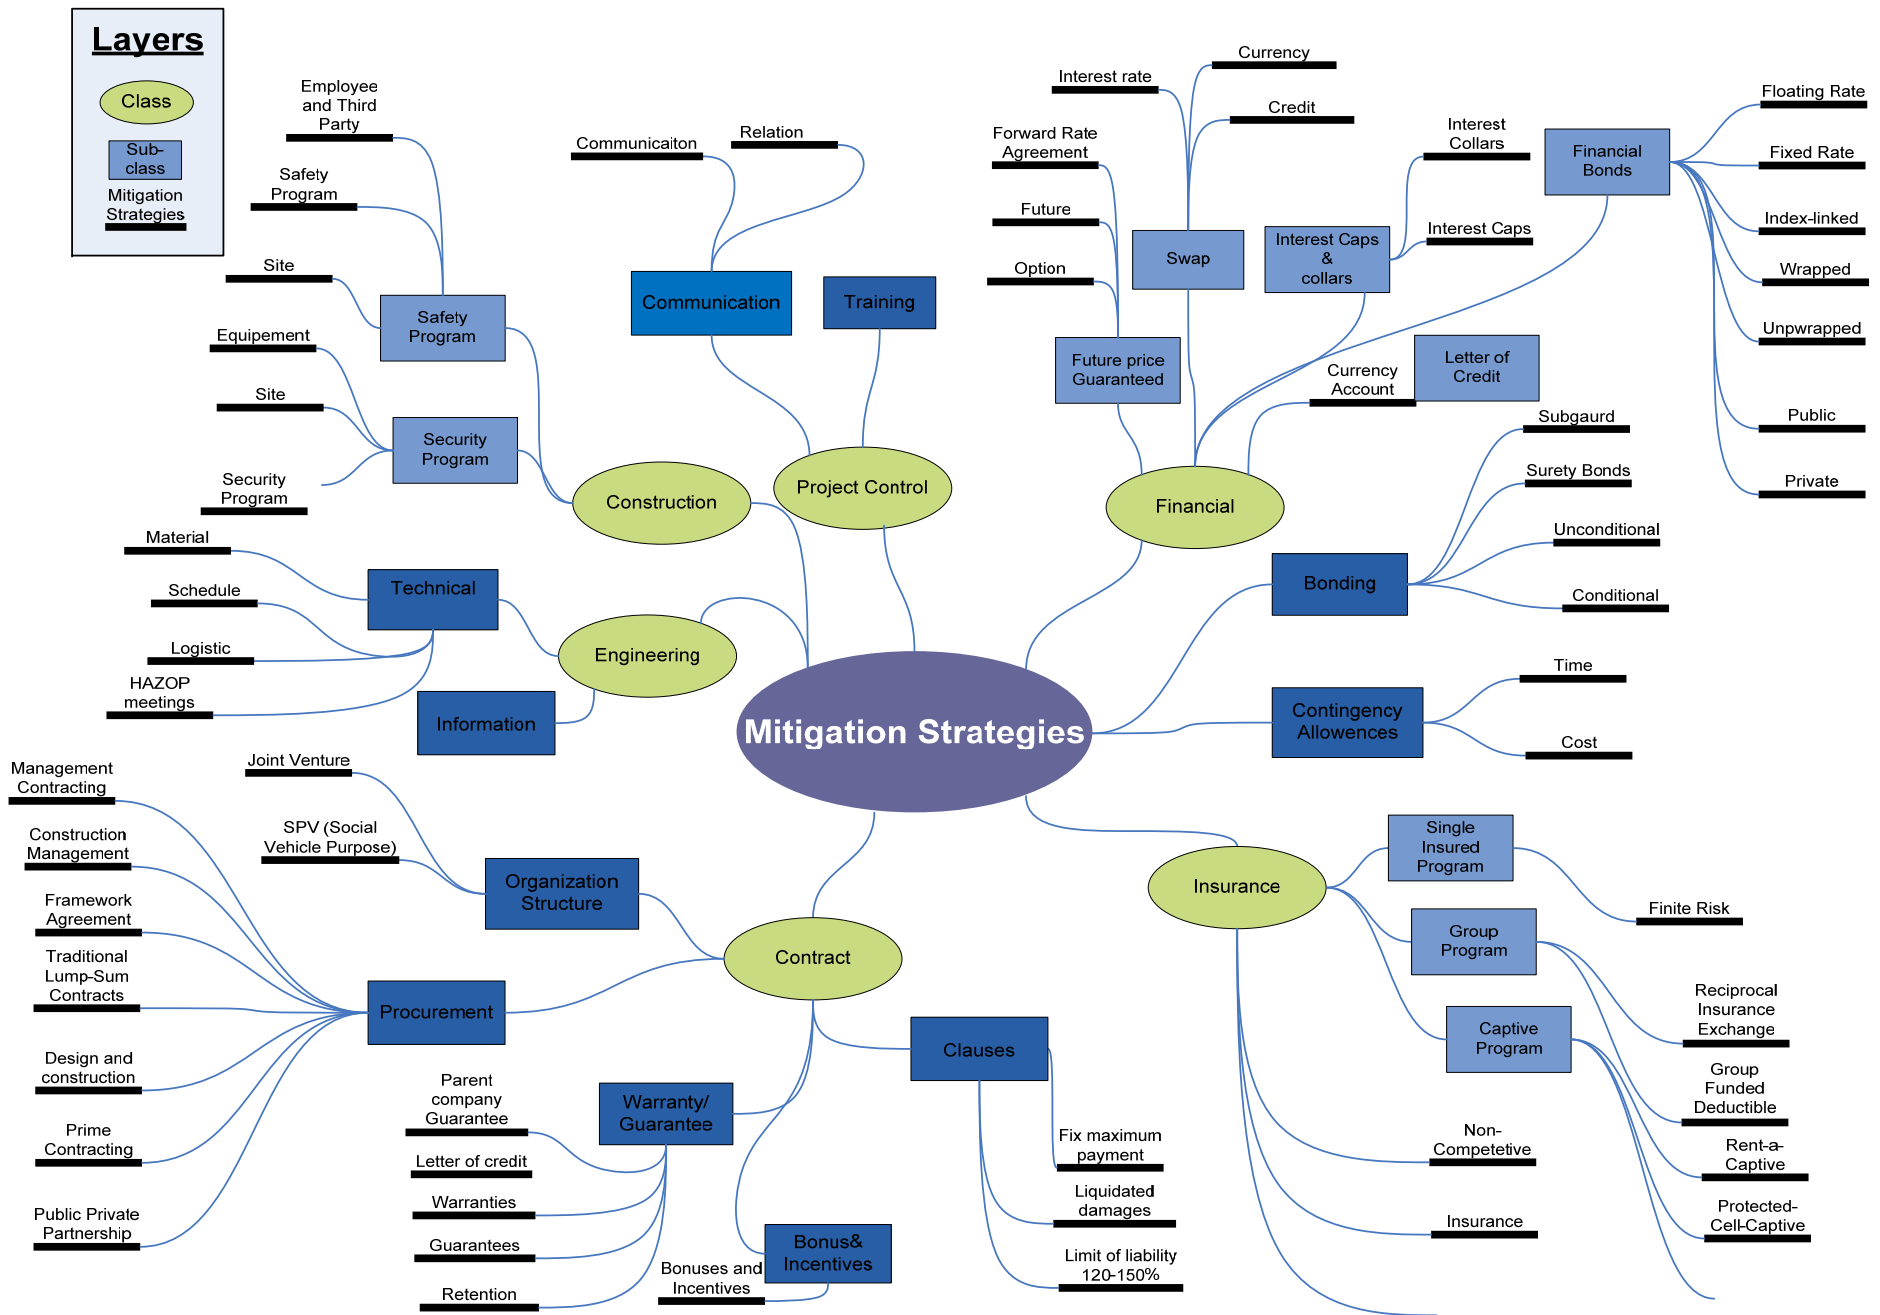 Layers
Class
Sub-
class
Mitigation
Strategies
Employee
and Third
Party
Safety
Program
Site
Equipement
Site
Security
Program
Safety
Program
Security
Program
Communicaiton
Relation
Communication
Training
Construction
Project Control
Interest rate
Currency
Credit
Forward Rate
Agreement
Future
Option
Swap
Future price
Guaranteed
Interest
Collars
Interest Caps
Interest Caps
&
collars
Financial
Bonds
Floating Rate
Fixed Rate
Index-linked
Wrapped
Unpwrapped
Public
Private
Currency
Account
Letter of
Credit
Financial
Subgaurd
Surety Bonds
Unconditional
Conditional
Bonding
Material
Schedule
Logistic
HAZOP
meetings
Technical
Engineering
Information
Mitigation Strategies
Contingency
Allowences
Time
Cost
Management
Contracting
Construction
Management
Framework
Agreement
Traditional
Lump-Sum
Contracts
Design and
construction
Prime
Contracting
Public Private
Partnership
Joint Venture
SPV (Social
Vehicle Purpose)
Organization
Structure
Procurement
Contract
Parent
company
Guarantee
Letter of credit
Warranties
Guarantees
Retention
Warranty/
Guarantee
Bonuses and
Incentives
Bonus&
Incentives
Clauses
Fix maximum
payment
Liquidated
damages
Limit of liability
120-150%
Insurance
Single
Insured
Program
Group
Program
Captive
Program
Finite Risk
Reciprocal
Insurance
Exchange
Group
Funded
Deductible
Rent-a-
Captive
Protected-
Cell-Captive
Non-
Competetive
Insurance